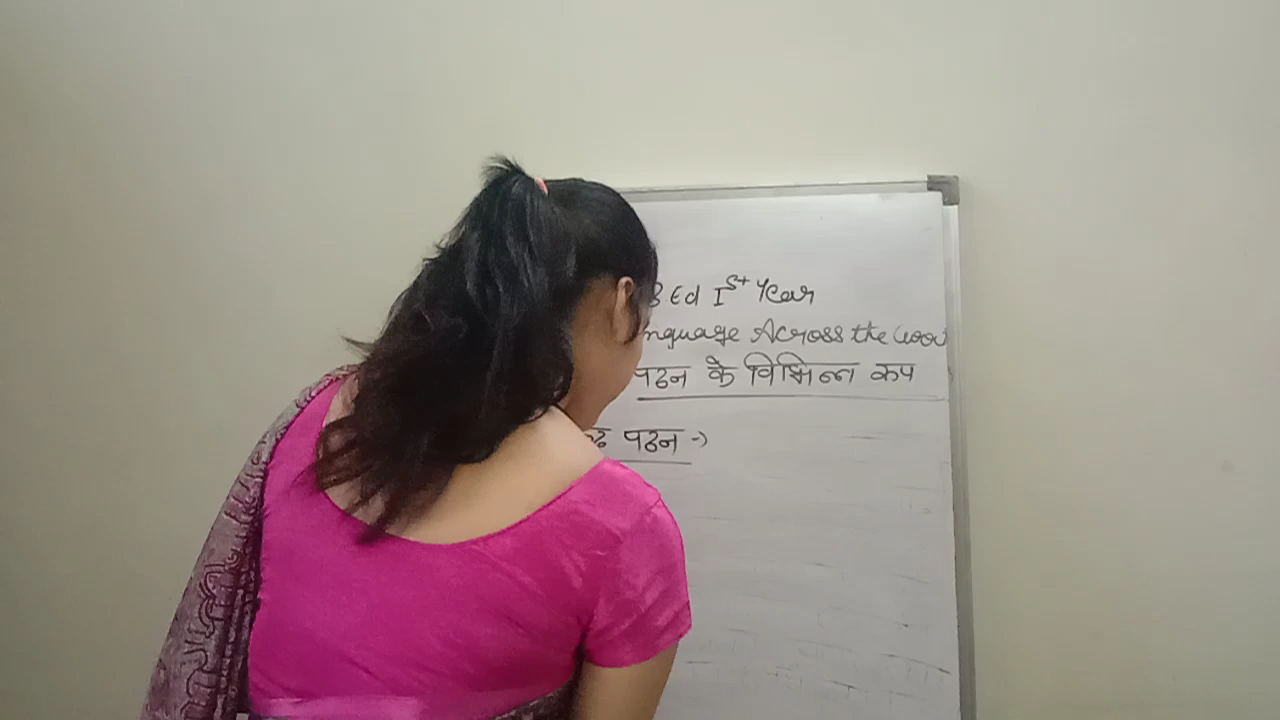 B Ed Ist Year
nguage Across the
पठन के विभिन्न रूप
पठन →